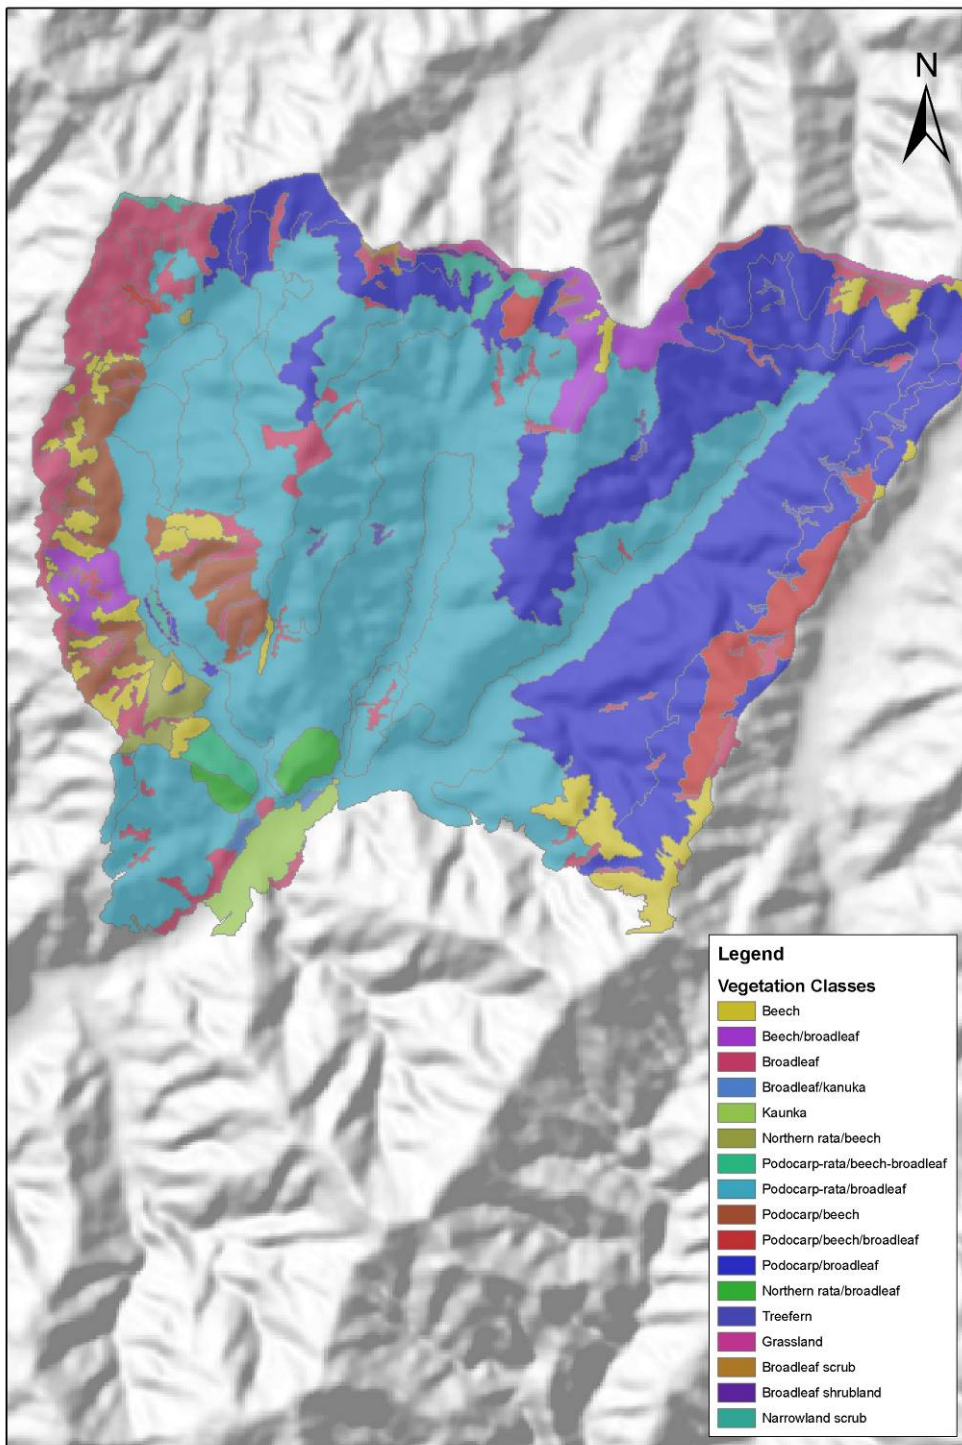 N
Legend
Vegetation Classes
Beech
Beech/broadleaf
Broadleaf
Broadleaf/kanuka
Kaunka
Northern rata/beech
Podocarp-rata/beech-broadleaf
Podocarp-rata/broadleaf
Podocarp/beech
Podocarp/beech/broadleaf
Podocarp/broadleaf
Northern rata/broadleaf
Treefern
Grassland
Broadleaf scrub
Broadleaf shrubland
Narrowland scrub